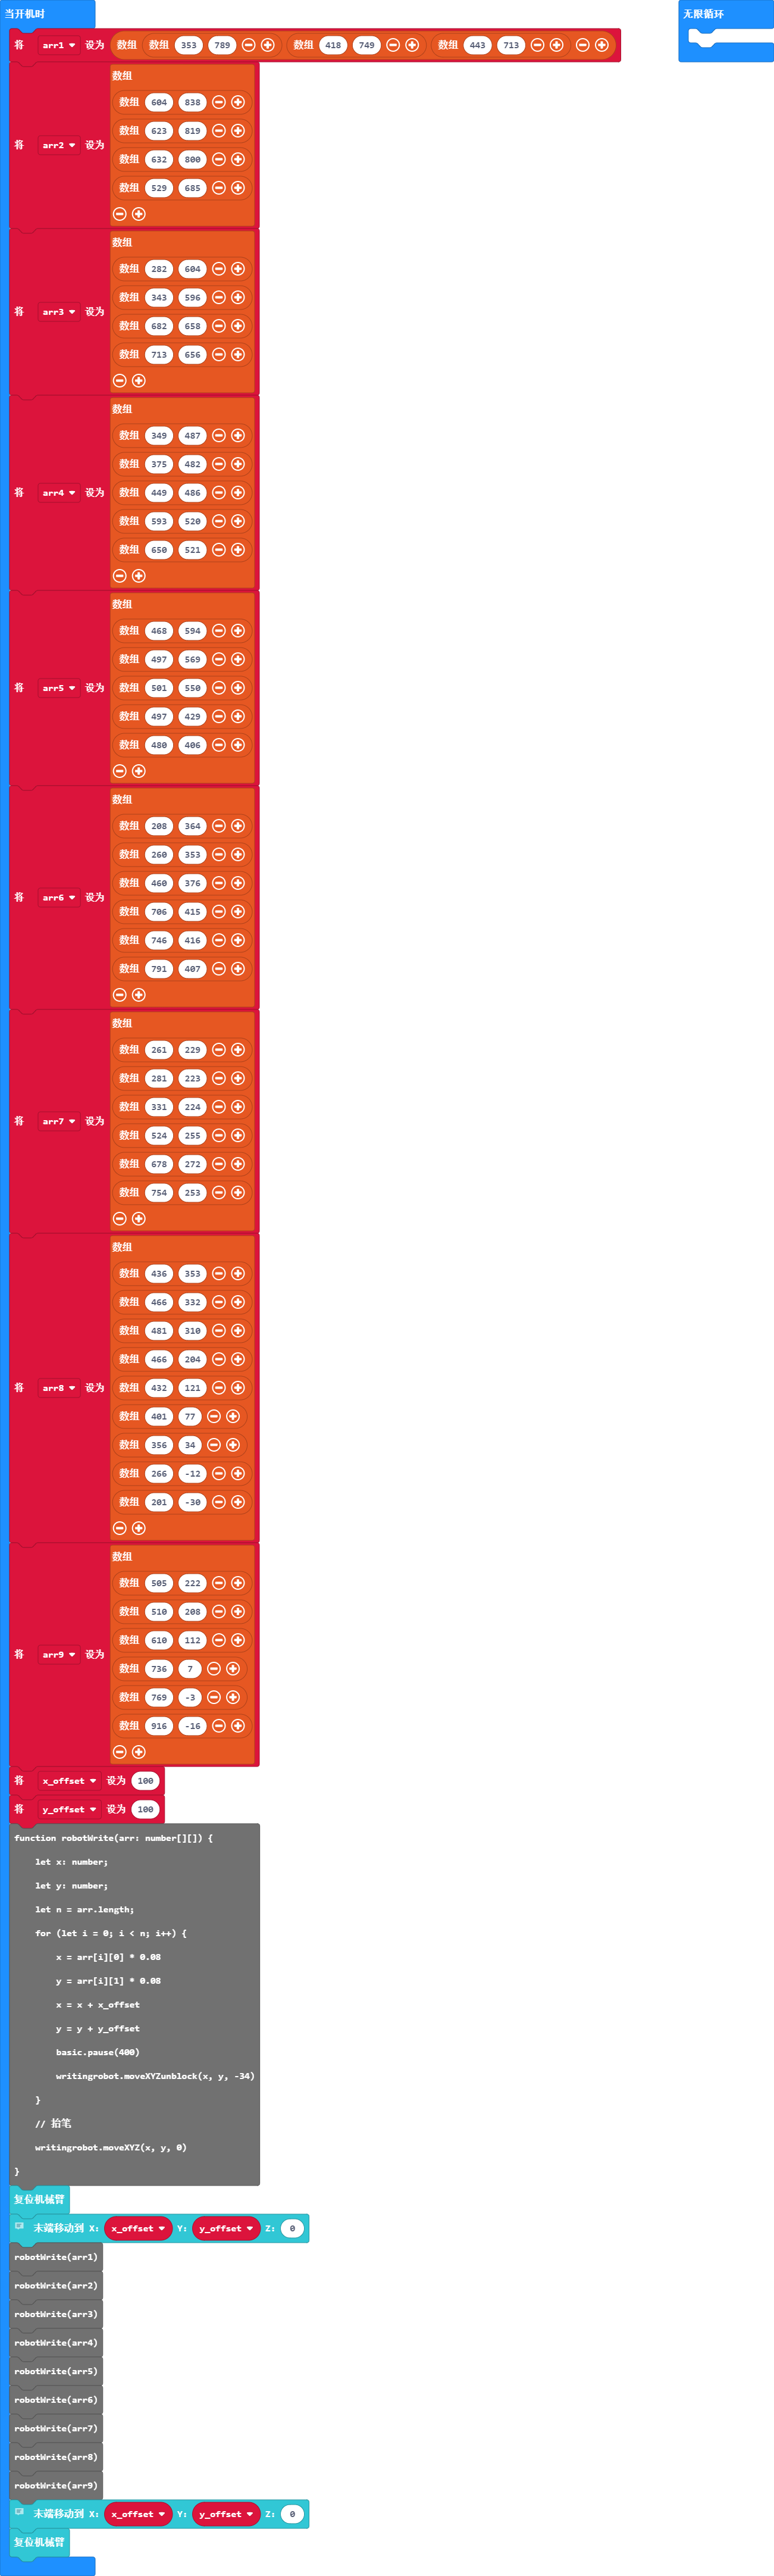 当开机时
无限循环
将 arr1 设为 数组 数组 353 789 数组 418 749 数组 443 713
将 arr2 设为 数组
数组 604 838
数组 623 819
数组 632 800
数组 529 685
将 arr3 设为 数组
数组 282 604
数组 343 596
数组 682 658
数组 713 656
将 arr4 设为 数组
数组 349 487
数组 375 482
数组 449 486
数组 593 520
数组 650 521
将 arr5 设为 数组
数组 468 594
数组 497 569
数组 501 550
数组 497 429
数组 480 406
将 arr6 设为 数组
数组 208 364
数组 260 353
数组 460 376
数组 706 415
数组 746 416
数组 791 407
将 arr7 设为 数组
数组 261 229
数组 281 223
数组 331 224
数组 524 255
数组 678 272
数组 754 253
将 arr8 设为 数组
数组 436 353
数组 466 332
数组 481 310
数组 466 204
数组 432 121
数组 401 77
数组 356 34
数组 266 -12
数组 201 -30
将 arr9 设为 数组
数组 505 222
数组 510 208
数组 610 112
数组 736 7
数组 769 -3
数组 916 -16
将 x_offset 设为 100
将 y_offset 设为 100
function robotWrite(arr: number[][]) {
let x: number;
let y: number;
let n = arr.length;
for (let i = 0; i < n; i++) {
x = arr[i][0] * 0.08
y = arr[i][1] * 0.08
x = x + x_offset
y = y + y_offset
basic.pause(400)
writingrobot.moveXYZunblock(x, y, -34)
}
// 抬笔
writingrobot.moveXYZ(x, y, 0)
}
复位机械臂
末端移动到 X: x_offset Y: y_offset Z: 0
robotWrite(arr1)
robotWrite(arr2)
robotWrite(arr3)
robotWrite(arr4)
robotWrite(arr5)
robotWrite(arr6)
robotWrite(arr7)
robotWrite(arr8)
robotWrite(arr9)
末端移动到 X: x_offset Y: y_offset Z: 0
复位机械臂